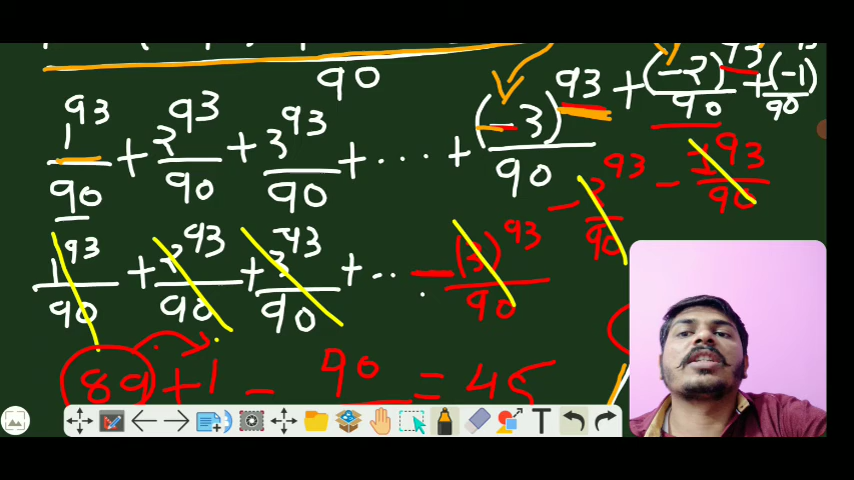 90
1^93/90 + 2^93/90 + 3^93/90 + ... + (-3)^93/90 + (-2)^93/90 + (-1)/90
1^93/90 + 2^93/90 + 3^93/90 + ... - (3)^93/90 - 2^93/90 - 1^93/90
89 + 1 - 90 = 45
T